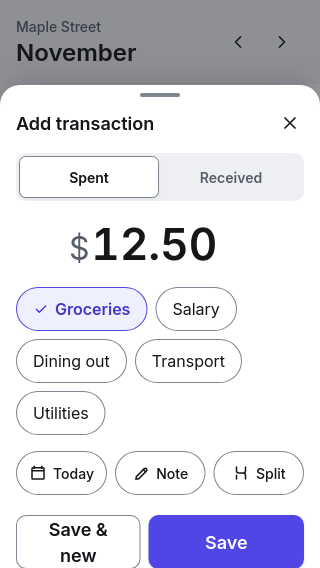 Maple Street
November
Add transaction
Spent
Received
$12.50
Groceries
Salary
Dining out
Transport
Utilities
Today
Note
Split
Save &
new
Save